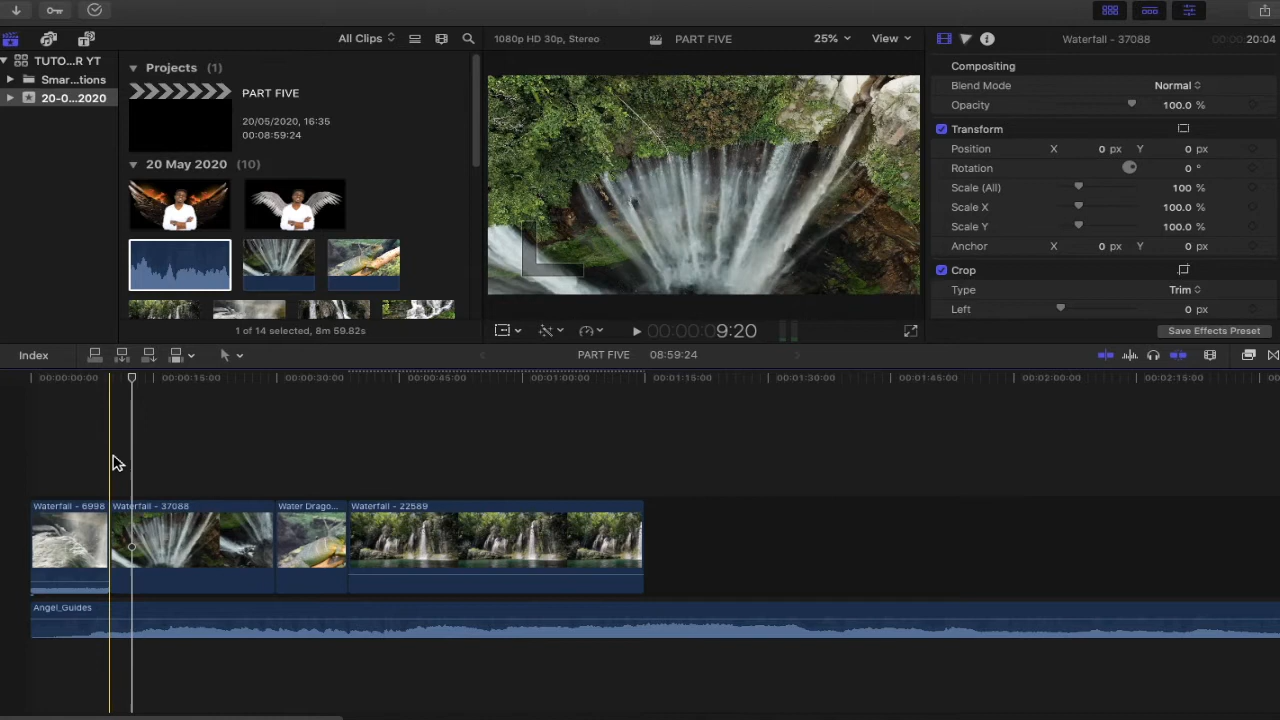 All Clips
1080p HD 30p, Stereo
PART FIVE
25%
View
Waterfall - 37088
00:00:00:20:04
TUTO...R YT
Smar...tions
20-0...2020
Projects (1)
PART FIVE
20/05/2020, 16:35
00:08:59:24
20 May 2020 (10)
1 of 14 selected, 8m 59.82s
00:00:00:09:20
Compositing
Blend Mode Normal
Opacity 100.0 %
Transform
Position X 0 px Y 0 px
Rotation 0 °
Scale (All) 100 %
Scale X 100.0 %
Scale Y 100.0 %
Anchor X 0 px Y 0 px
Crop
Type Trim
Left 0 px
Save Effects Preset
Index
PART FIVE 08:59:24
00:00:00:00 00:00:15:00 00:00:30:00 00:00:45:00 00:01:00:00 00:01:15:00 00:01:30:00 00:01:45:00 00:02:00:00 00:02:15:00
Waterfall - 6998 Waterfall - 37088 Water Drago... Waterfall - 22589
Angel_Guides